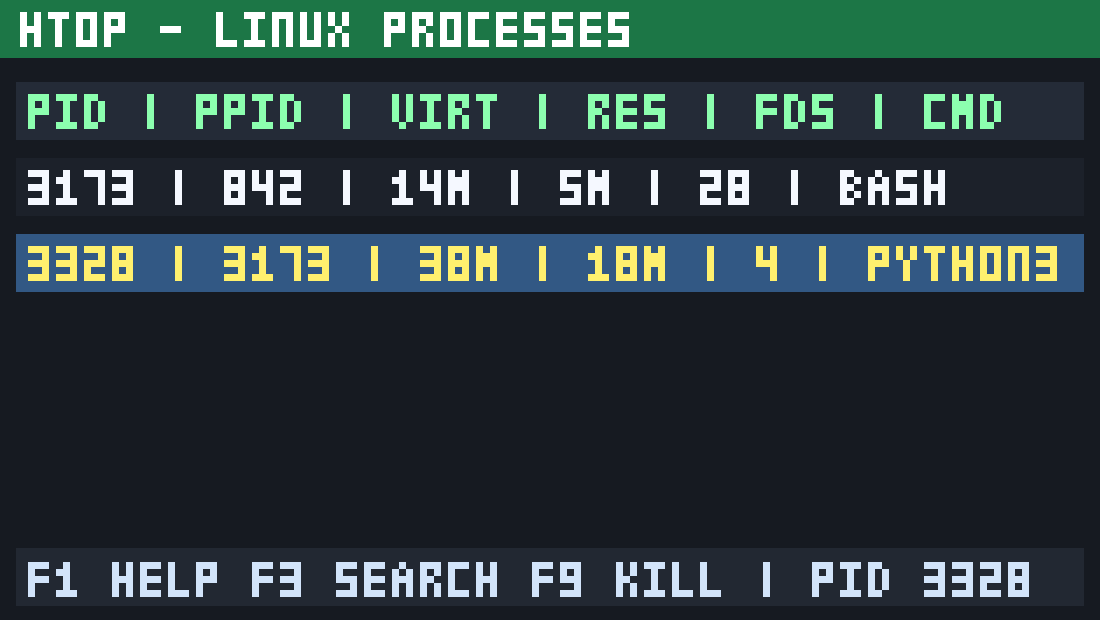 HTOP - LINUX PROCESSES
PID | PPID | VIRT | RES | FDS | CMD
3173 | 842 | 14M | 5M | 28 | BASH
3328 | 3173 | 38M | 18M | 4 | PYTHON3
F1 HELP F3 SEARCH F9 KILL | PID 3328